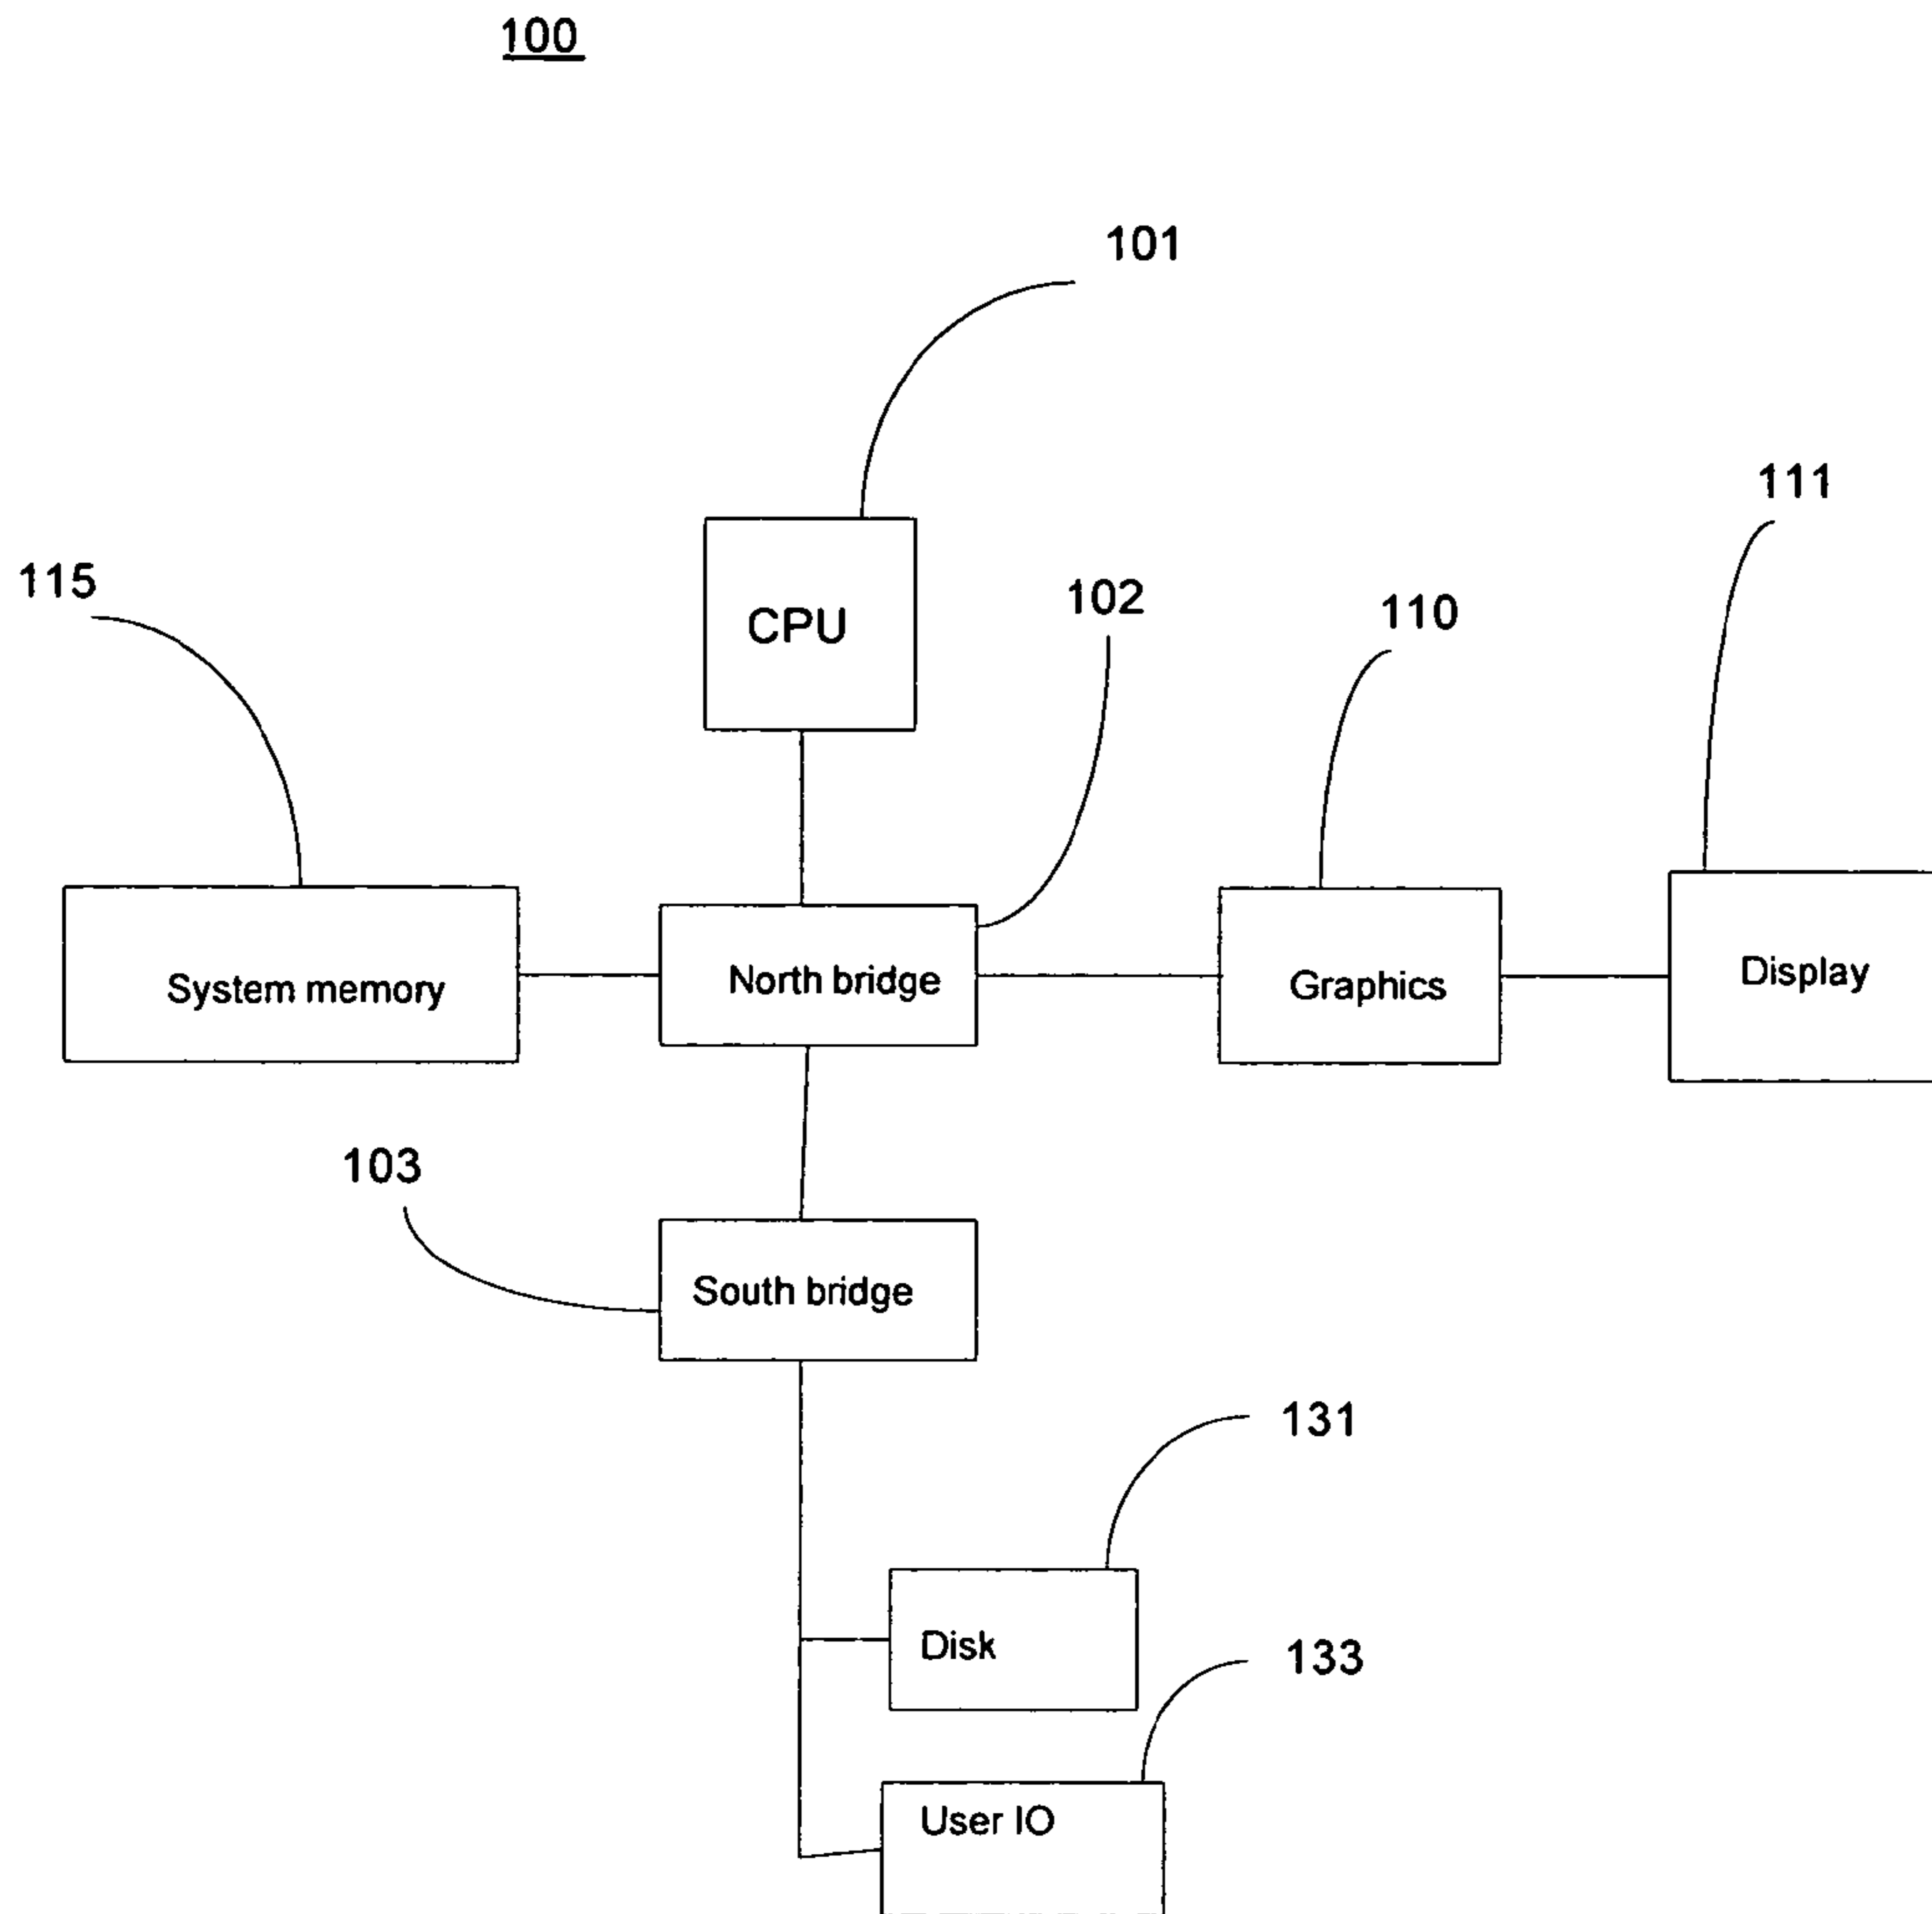 100
101
111
115
102
110
CPU
System memory
North bridge
Graphics
Display
103
South bridge
131
Disk
133
User IO